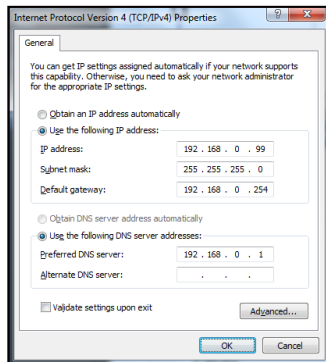 Internet Protocol Version 4 (TCP/IPv4) Properties
General
You can get IP settings assigned automatically if your network supports
this capability. Otherwise, you need to ask your network administrator
for the appropriate IP settings.
Obtain an IP address automatically
Use the following IP address:
IP address: 192 . 168 . 0 . 99
Subnet mask: 255 . 255 . 255 . 0
Default gateway: 192 . 168 . 0 . 254
Obtain DNS server address automatically
Use the following DNS server addresses:
Preferred DNS server: 192 . 168 . 0 . 1
Alternate DNS server: . . .
Validate settings upon exit
Advanced...
OK Cancel